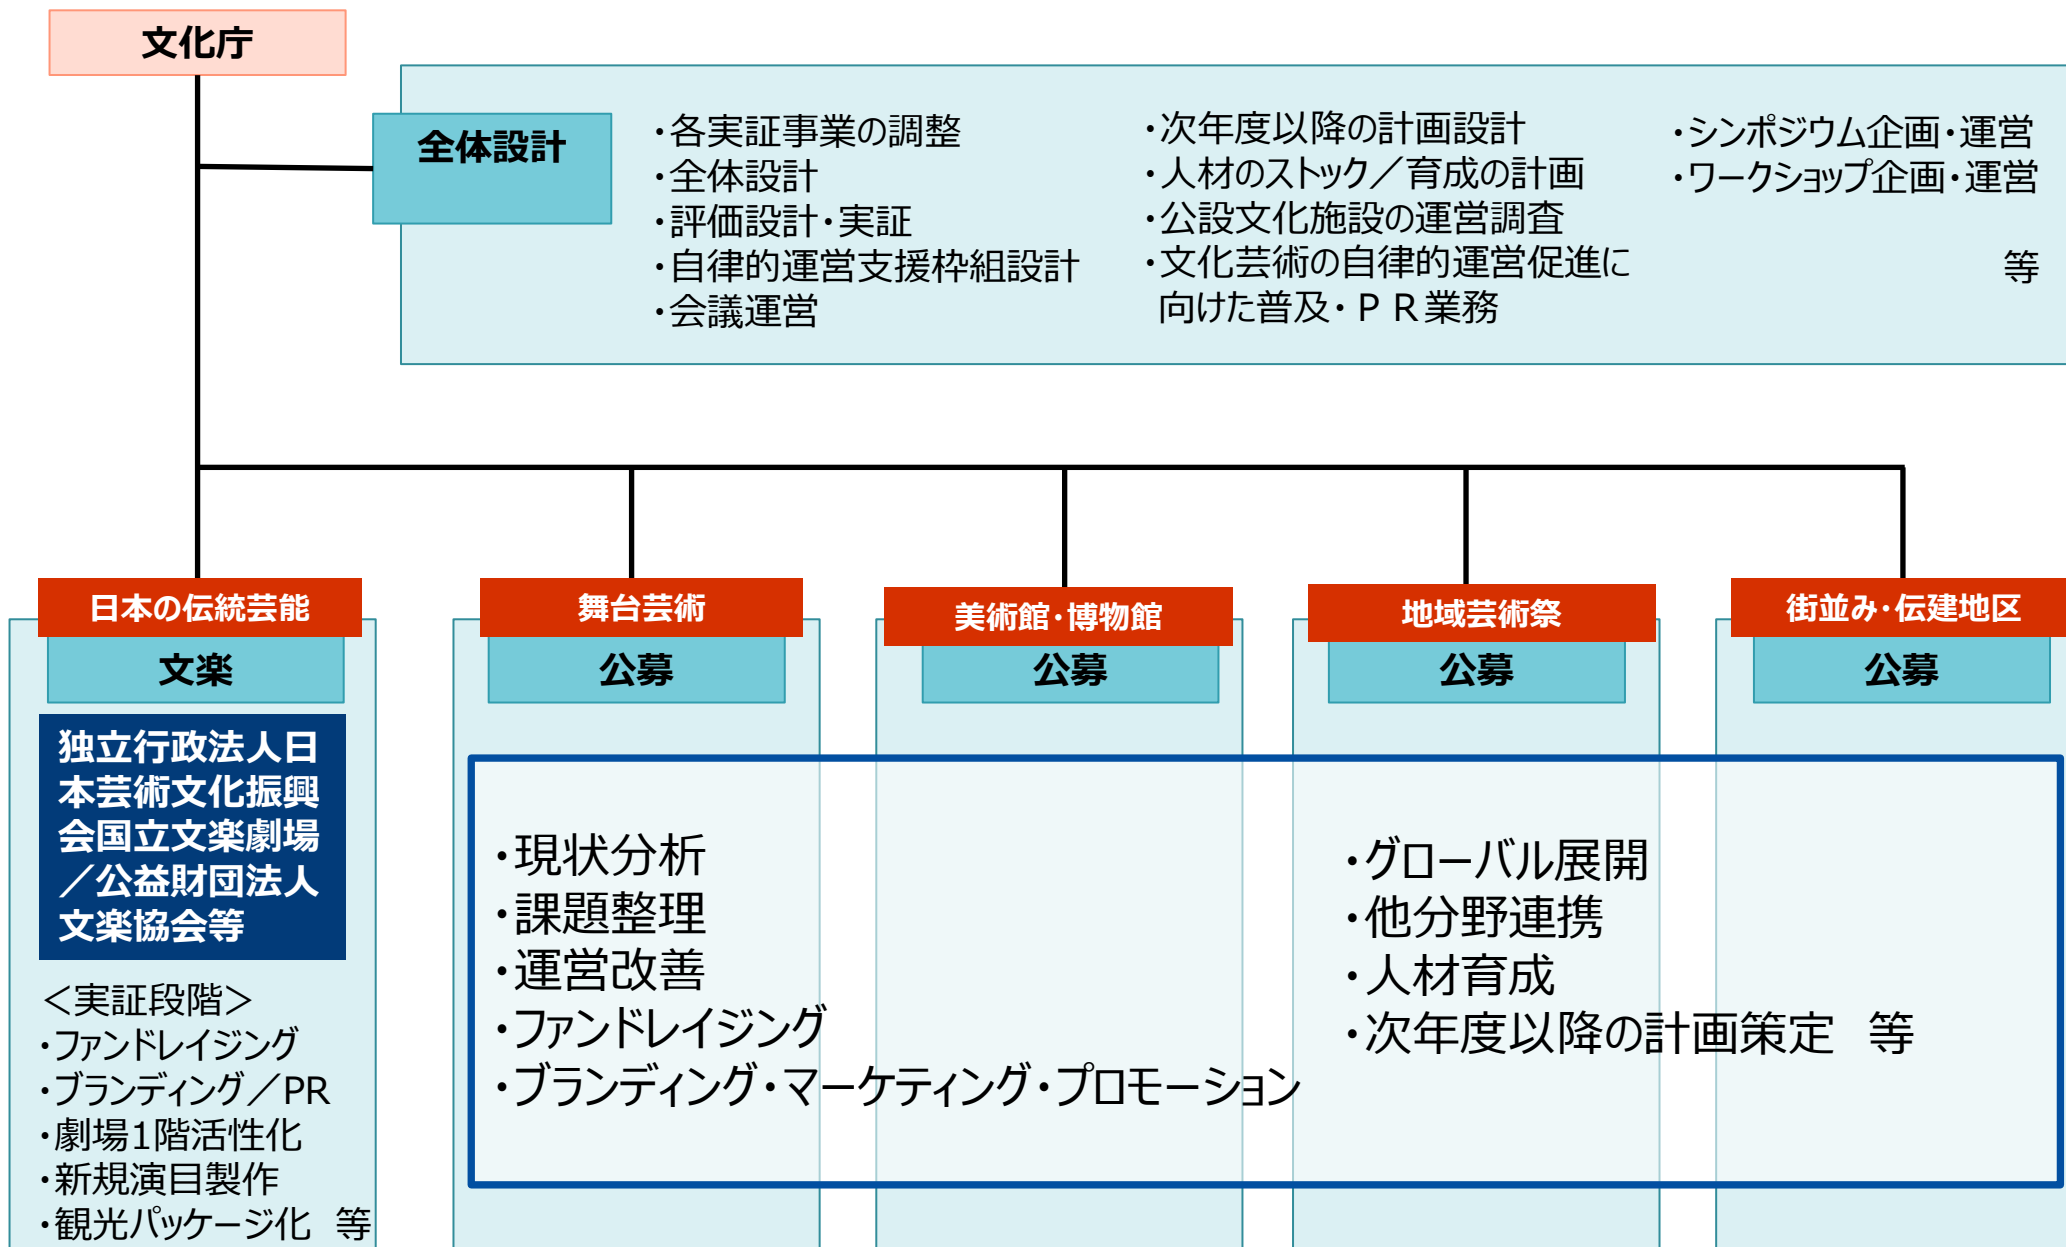 文化庁
全体設計
・各実証事業の調整
・全体設計
・評価設計・実証
・自律的運営支援枠組設計
・会議運営
・次年度以降の計画設計
・人材のストック／育成の計画
・公設文化施設の運営調査
・文化芸術の自律的運営促進に
向けた普及・ＰＲ業務
・シンポジウム企画・運営
・ワークショップ企画・運営
等
日本の伝統芸能
文楽
独立行政法人日
本芸術文化振興
会国立文楽劇場
／公益財団法人
文楽協会等
＜実証段階＞
・ファンドレイジング
・ブランディング／PR
・劇場1階活性化
・新規演目製作
・観光パッケージ化　等
舞台芸術
公募
美術館・博物館
公募
地域芸術祭
公募
街並み・伝建地区
公募
・現状分析
・課題整理
・運営改善
・ファンドレイジング
・ブランディング・マーケティング・プロモーション
・グローバル展開
・他分野連携
・人材育成
・次年度以降の計画策定　等